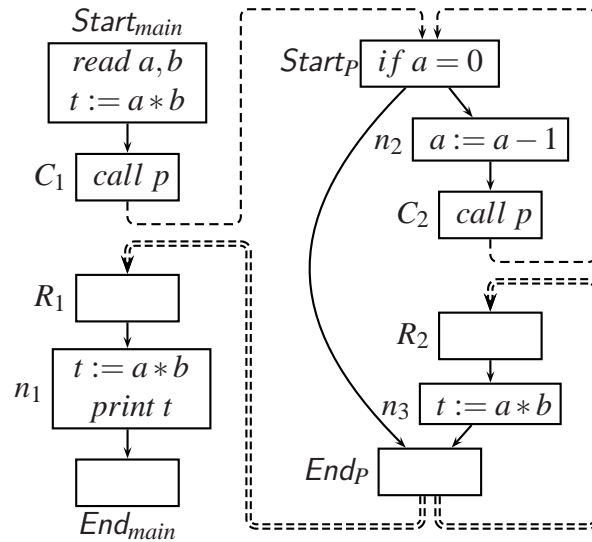 Start_main
read a, b
t := a ∗ b
C_1 call p
R_1
n_1 t := a ∗ b
print t
End_main
Start_P if a = 0
n_2 a := a − 1
C_2 call p
R_2
n_3 t := a ∗ b
End_P